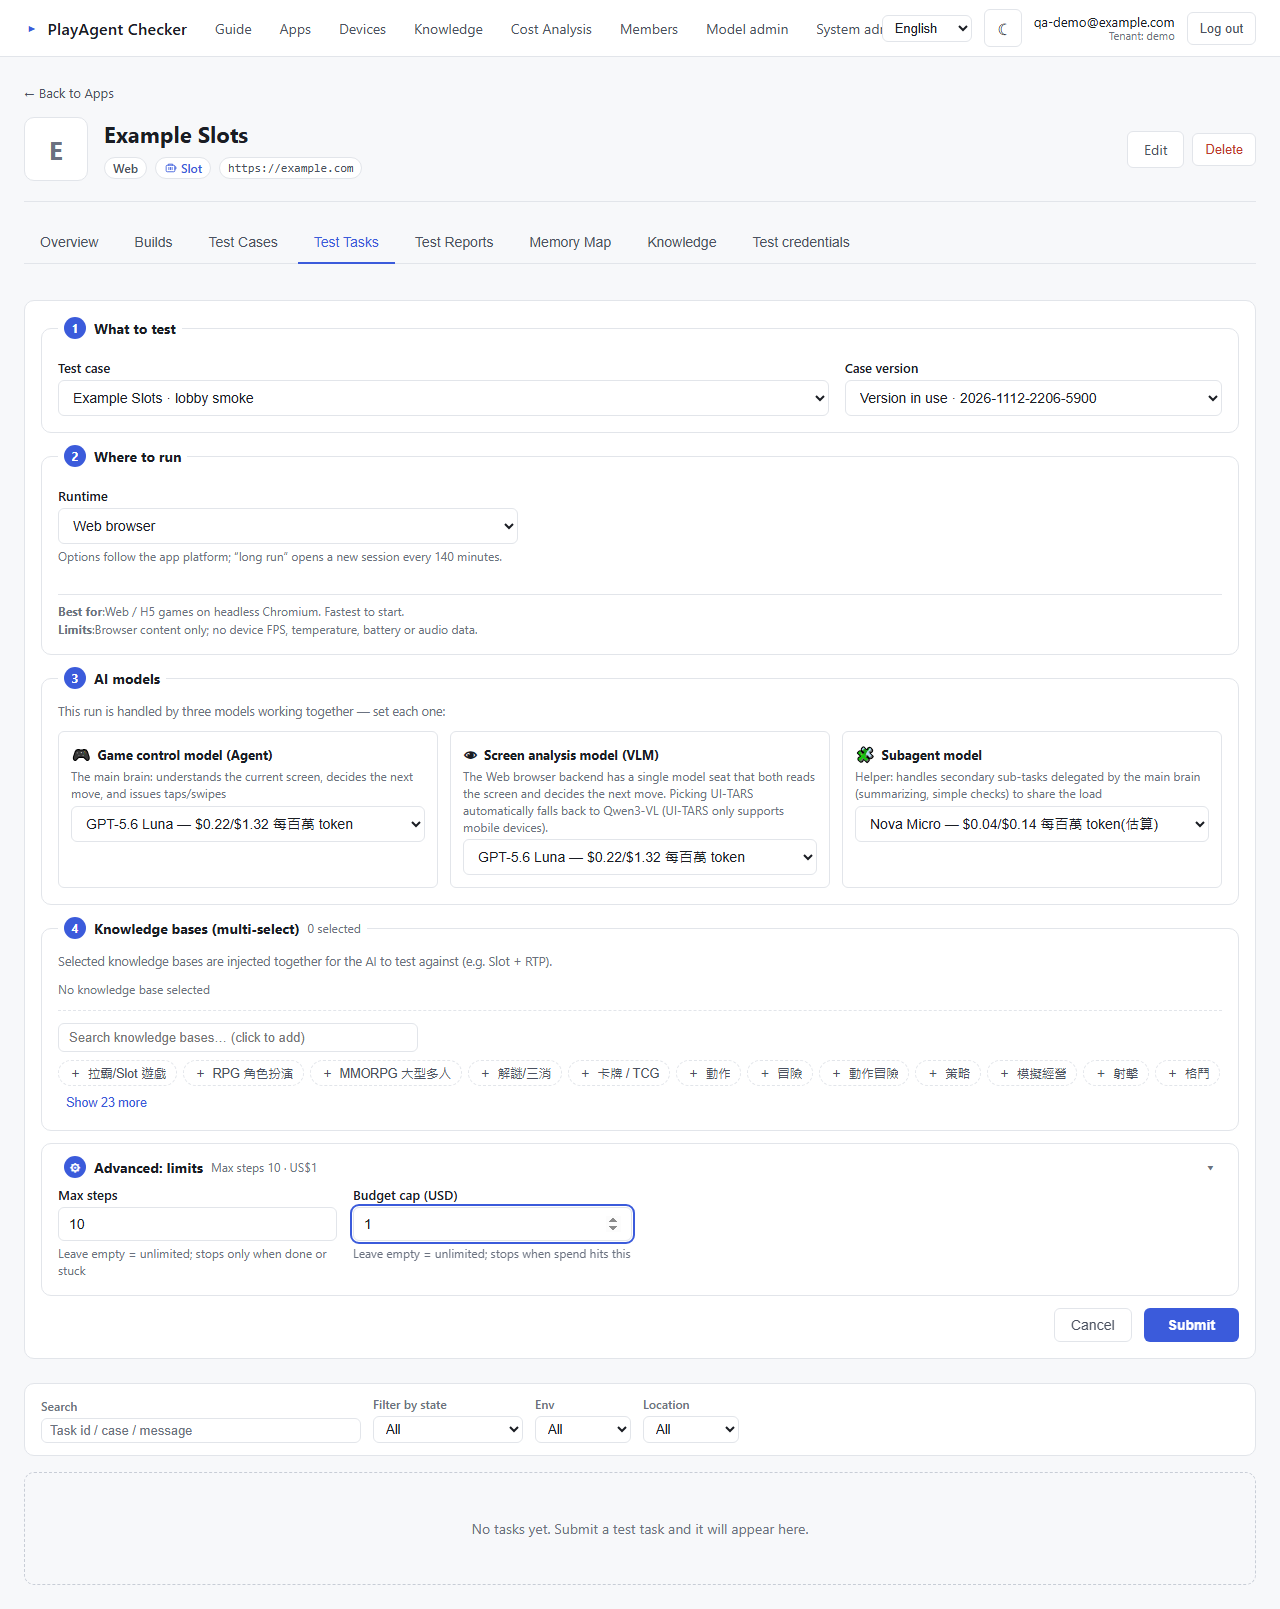 PlayAgent Checker
Guide
Apps
Devices
Knowledge
Cost Analysis
Members
Model admin
System adr
English
qa-demo@example.com
Tenant: demo
Log out
← Back to Apps
E
Example Slots
Web
Slot
https://example.com
Edit
Delete
Overview
Builds
Test Cases
Test Tasks
Test Reports
Memory Map
Knowledge
Test credentials
1 What to test
Test case
Case version
Example Slots · lobby smoke
Version in use · 2026-1112-2206-5900
2 Where to run
Runtime
Web browser
Options follow the app platform; "long run" opens a new session every 140 minutes.
Best for:Web / H5 games on headless Chromium. Fastest to start.
Limits:Browser content only; no device FPS, temperature, battery or audio data.
3 AI models
This run is handled by three models working together — set each one:
Game control model (Agent)
The main brain: understands the current screen, decides the next
move, and issues taps/swipes
GPT-5.6 Luna — $0.22/$1.32 每百萬 token
Screen analysis model (VLM)
The Web browser backend has a single model seat that both reads
the screen and decides the next move. Picking UI-TARS
automatically falls back to Qwen3-VL (UI-TARS only supports
mobile devices).
GPT-5.6 Luna — $0.22/$1.32 每百萬 token
Subagent model
Helper: handles secondary sub-tasks delegated by the main brain
(summarizing, simple checks) to share the load
Nova Micro — $0.04/$0.14 每百萬 token(估算)
4 Knowledge bases (multi-select) 0 selected
Selected knowledge bases are injected together for the AI to test against (e.g. Slot + RTP).
No knowledge base selected
Search knowledge bases… (click to add)
+ 拉霸/Slot 遊戲
+ RPG 角色扮演
+ MMORPG 大型多人
+ 解謎/三消
+ 卡牌 / TCG
+ 動作
+ 冒險
+ 動作冒險
+ 策略
+ 模擬經營
+ 射擊
+ 格鬥
Show 23 more
Advanced: limits Max steps 10 · US$1
Max steps
Budget cap (USD)
10
1
Leave empty = unlimited; stops only when done or
stuck
Leave empty = unlimited; stops when spend hits this
Cancel
Submit
Search
Filter by state
Env
Location
Task id / case / message
All
All
All
No tasks yet. Submit a test task and it will appear here.